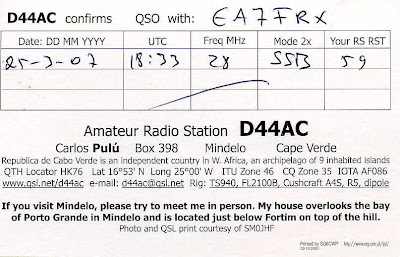 D44AC confirms QSO with: EA7FRX
Date: DD MM YYYY UTC Freq MHz Mode 2x Your RS RST
25-3-07 18:33 28 SSB 59
Amateur Radio Station D44AC
Carlos Pulú Box 398 Mindelo Cape Verde
Republica de Cabo Verde is an independent country in W. Africa, an archipelago of 9 inhabited islands
QTH Locator HK76 Lat 16°53' N Long 25°00' W ITU Zone 46 CQ Zone 35 IOTA AF086
www.qsl.net/d44ac e-mail: d44ac@qsl.net Rig: TS940, FL2100B, Cushcraft A4S, R5, dipole
If you visit Mindelo, please try to meet me in person. My house overlooks the bay
of Porto Grande in Mindelo and is located just below Fortim on top of the hill.
Photo and QSL print courtesy of SM0JHF
Printed by SQ6CWP